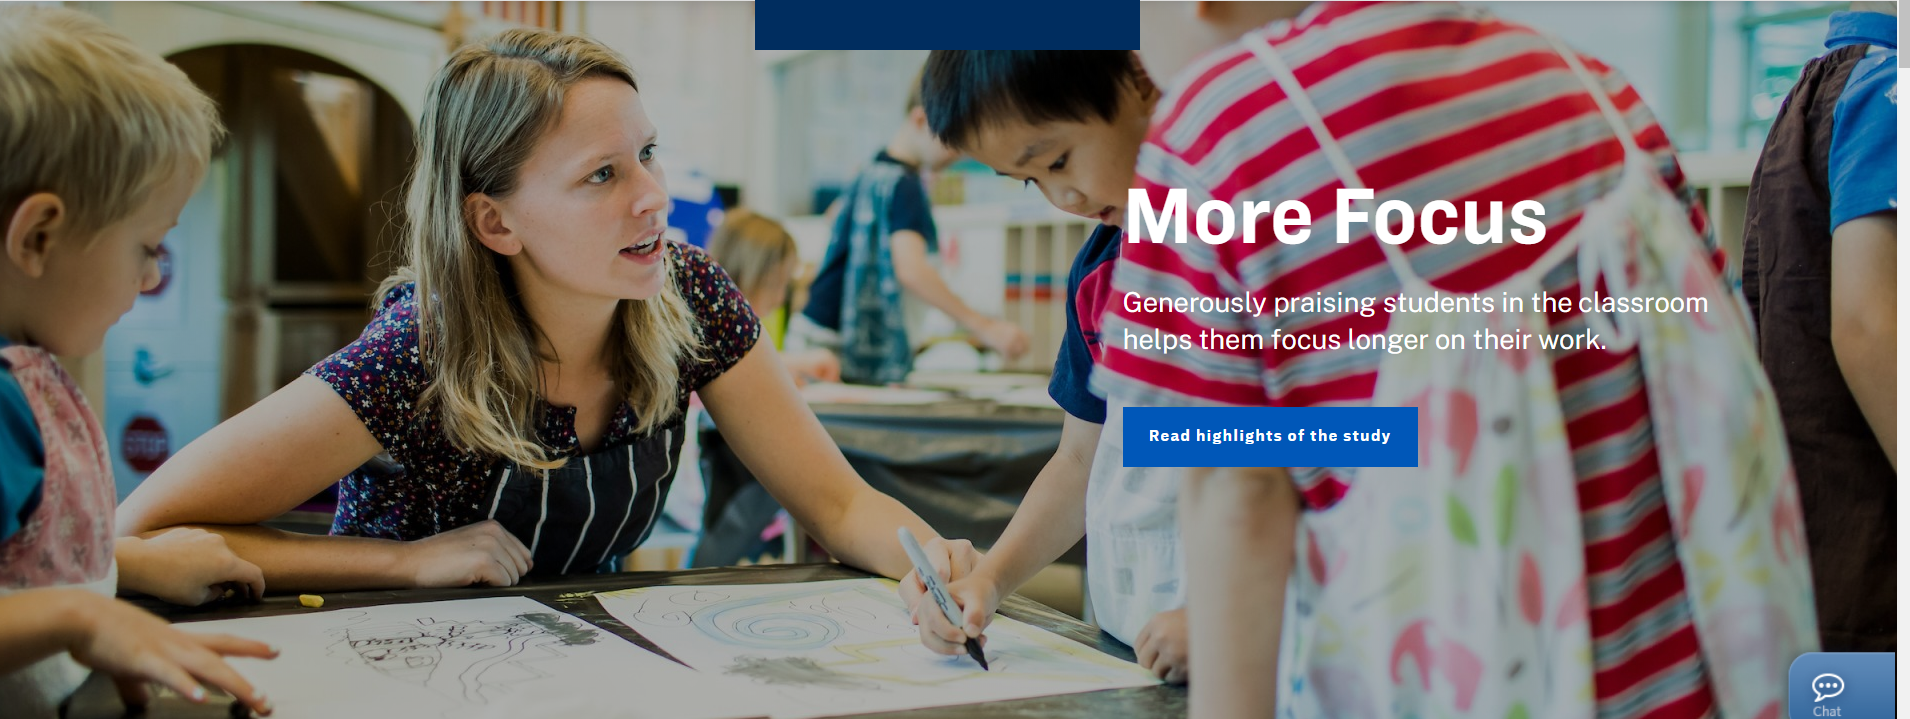 More Focus
Generously praising students in the classroom
helps them focus longer on their work.
Read highlights of the study
STOP
Chat